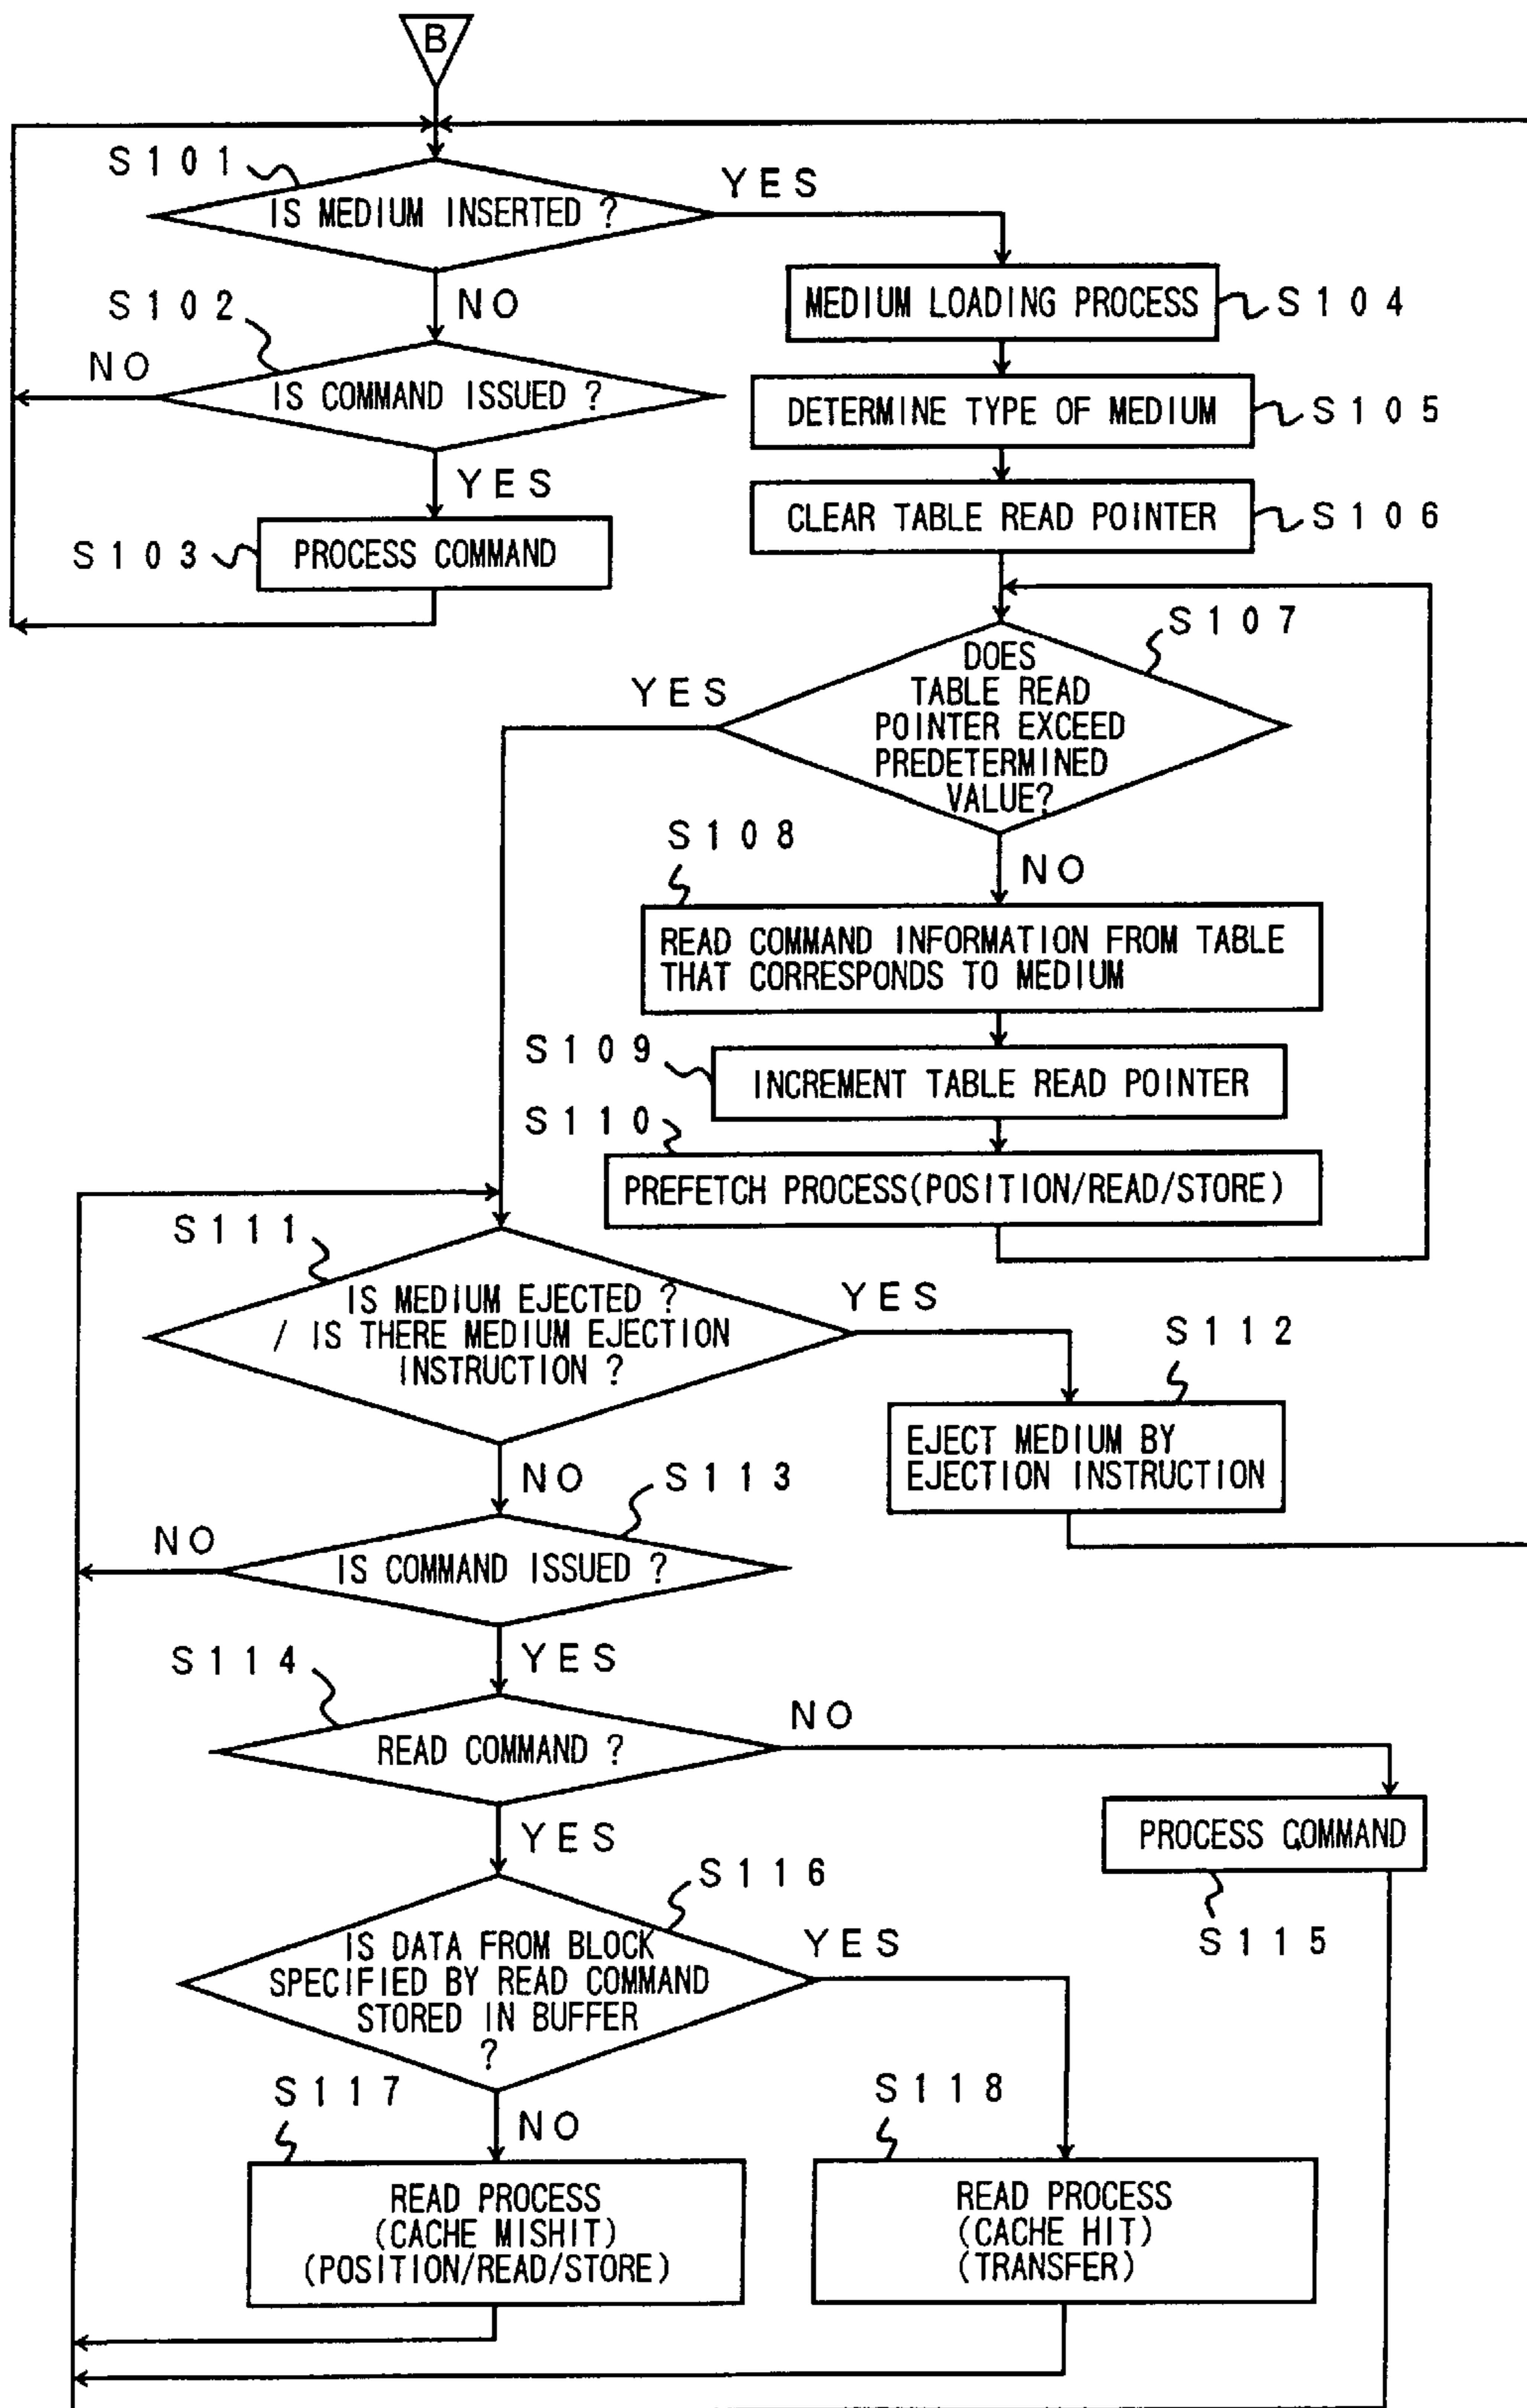 B
S101
YES
IS MEDIUM INSERTED ?
S102
NO
MEDIUM LOADING PROCESS
S104
NO
IS COMMAND ISSUED ?
DETERMINE TYPE OF MEDIUM
S105
YES
CLEAR TABLE READ POINTER
S106
S103
PROCESS COMMAND
S107
YES
DOES
TABLE READ
POINTER EXCEED
PREDETERMINED
VALUE?
S108
NO
READ COMMAND INFORMATION FROM TABLE
THAT CORRESPONDS TO MEDIUM
S109
INCREMENT TABLE READ POINTER
S110
PREFETCH PROCESS(POSITION/READ/STORE)
S111
YES
IS MEDIUM EJECTED ?
/ IS THERE MEDIUM EJECTION
INSTRUCTION ?
S112
EJECT MEDIUM BY
EJECTION INSTRUCTION
NO
S113
NO
IS COMMAND ISSUED ?
S114
YES
NO
READ COMMAND ?
YES
PROCESS COMMAND
S115
S116
YES
IS DATA FROM BLOCK
SPECIFIED BY READ COMMAND
STORED IN BUFFER
?
S117
NO
S118
READ PROCESS
(CACHE MISHIT)
(POSITION/READ/STORE)
READ PROCESS
(CACHE HIT)
(TRANSFER)